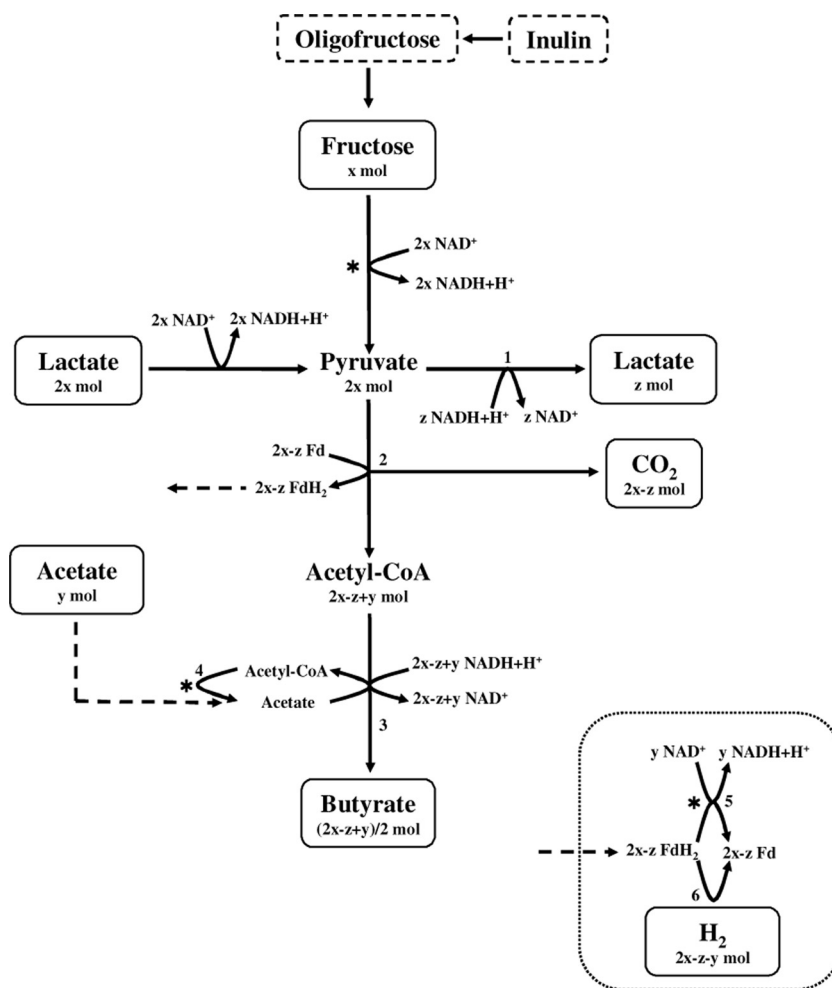 Oligofructose
Inulin
Fructose
x mol
2x NAD⁺
*
2x NADH+H⁺
2x NAD⁺ 2x NADH+H⁺
Lactate
2x mol
Pyruvate
2x mol
1
Lactate
z mol
z NADH+H⁺ z NAD⁺
2x-z Fd
2
2x-z FdH₂
CO₂
2x-z mol
Acetate
y mol
Acetyl-CoA
2x-z+y mol
4
Acetyl-CoA
2x-z+y NADH+H⁺
*
Acetate
2x-z+y NAD⁺
3
Butyrate
(2x-z+y)/2 mol
y NAD⁺ y NADH+H⁺
* 5
2x-z FdH₂ 2x-z Fd
6
H₂
2x-z-y mol